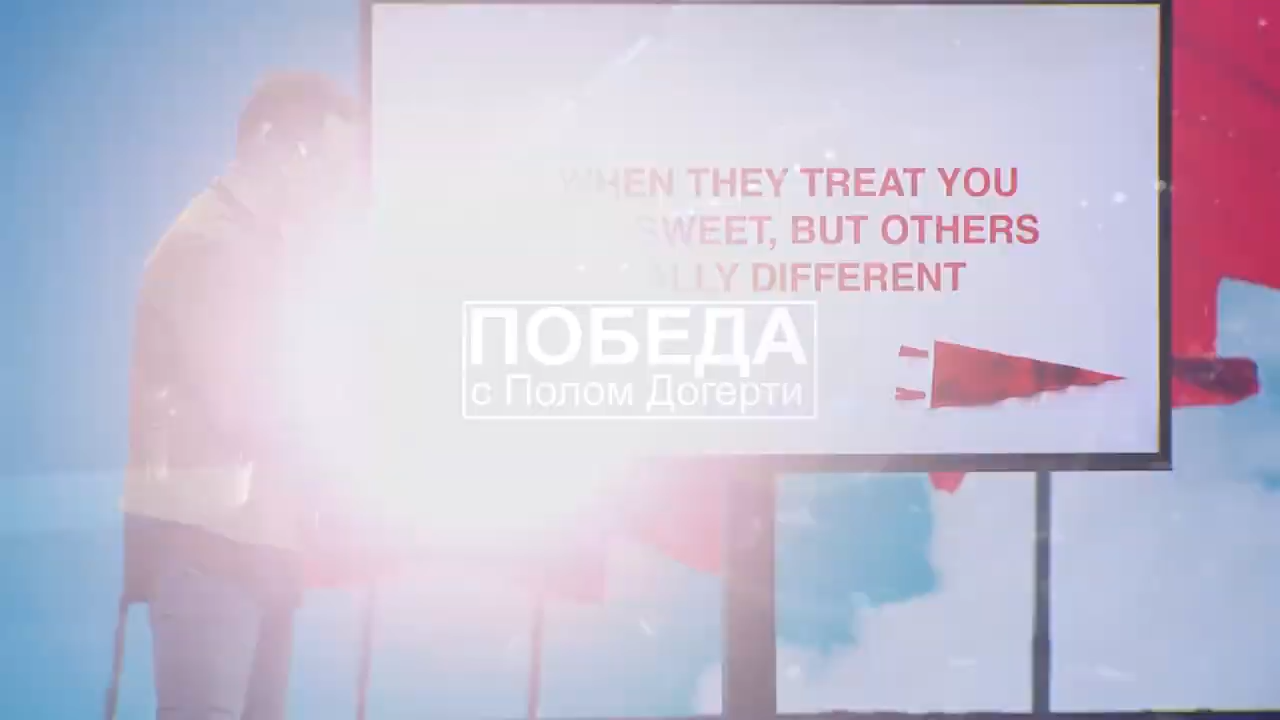 WHEN THEY TREAT YOU
SWEET, BUT OTHERS
DIFFERENT
ПОБЕДА
с Полом Догерти